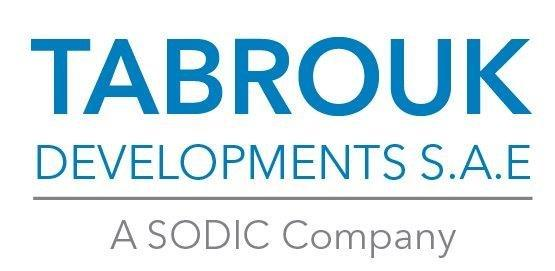 TABROUK
DEVELOPMENTS S.A.E
A SODIC Company